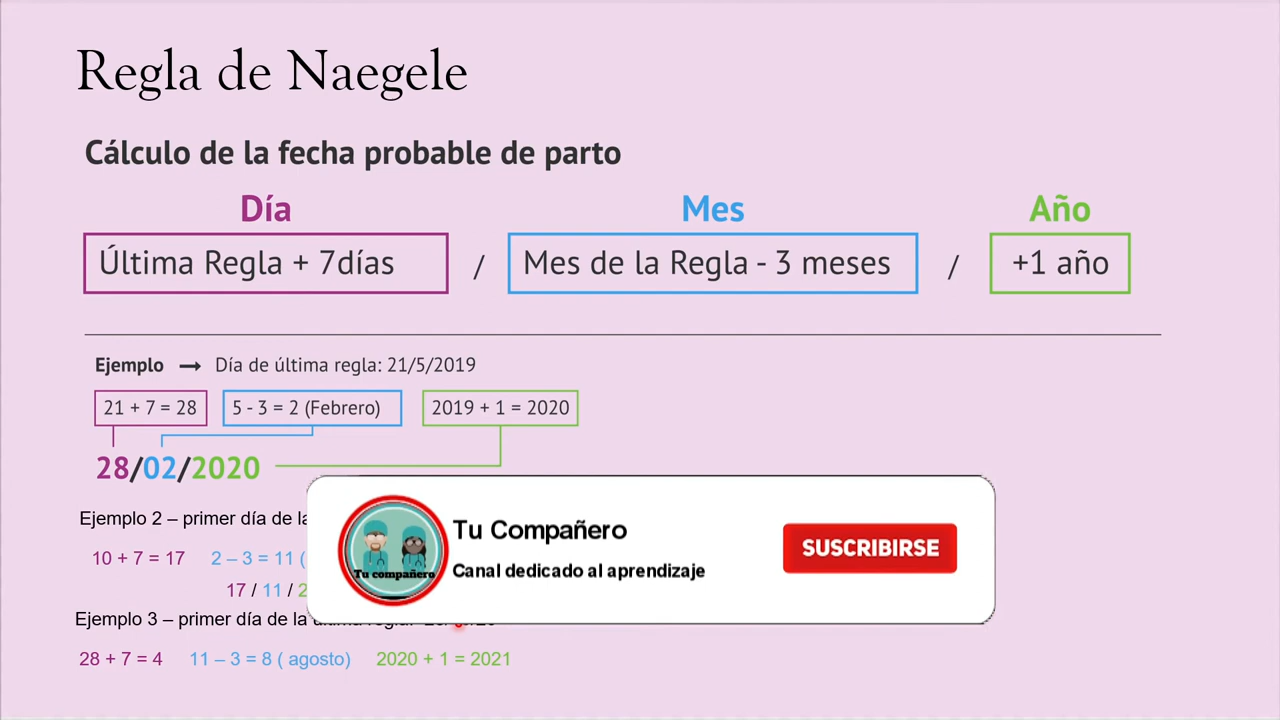 Regla de Naegele
Cálculo de la fecha probable de parto
Día Mes Año
Última Regla + 7días / Mes de la Regla - 3 meses / +1 año
Ejemplo → Día de última regla: 21/5/2019
21 + 7 = 28 5 - 3 = 2 (Febrero) 2019 + 1 = 2020
28/02/2020
Ejemplo 2 – primer día de la
10 + 7 = 17 2 – 3 = 11 (
17 / 11 / 2
Tu Compañero
Canal dedicado al aprendizaje
Tu compañero
SUSCRIBIRSE
Ejemplo 3 – primer día de la última regla:
28 + 7 = 4 11 – 3 = 8 ( agosto) 2020 + 1 = 2021